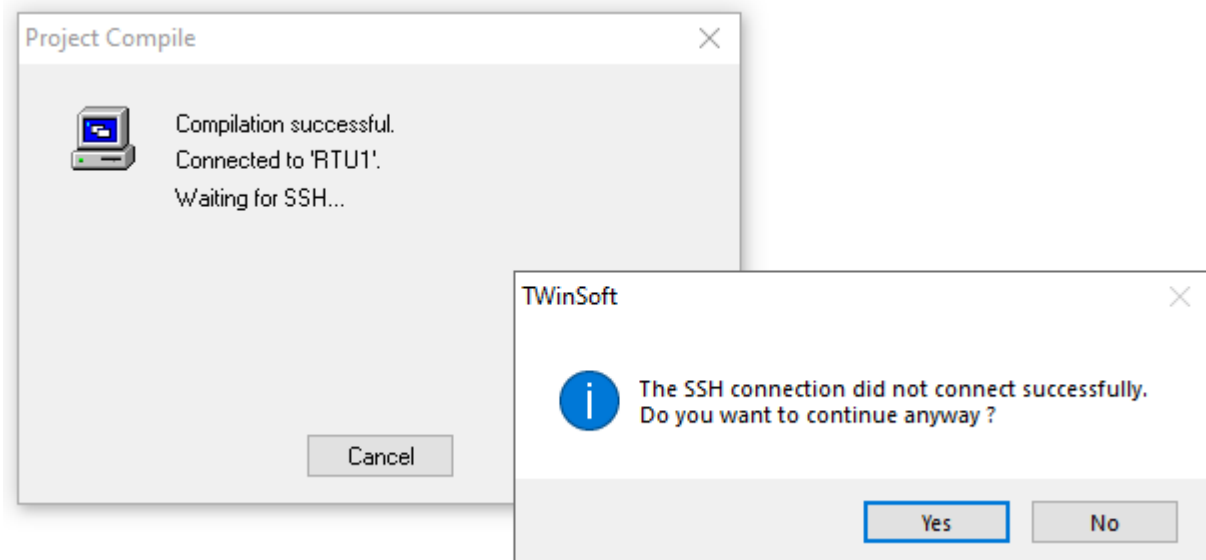 Project Compile
Compilation successful.
Connected to 'RTU1'.
Waiting for SSH...
Cancel
TWinSoft
The SSH connection did not connect successfully.
Do you want to continue anyway ?
Yes
No